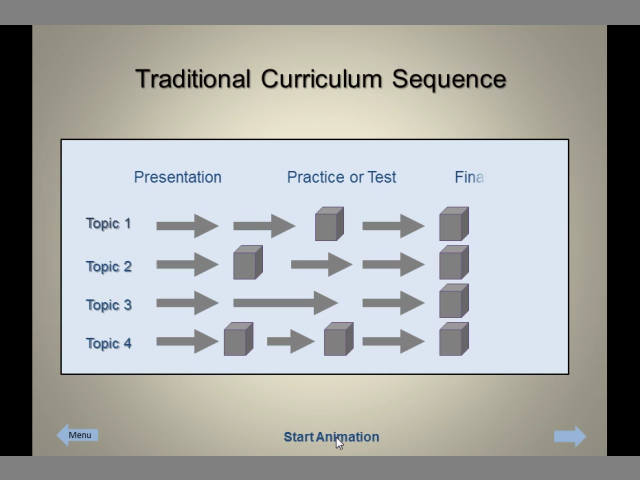 Traditional Curriculum Sequence
Presentation Practice or Test Fina
Topic 1
Topic 2
Topic 3
Topic 4
Menu
Start Animation